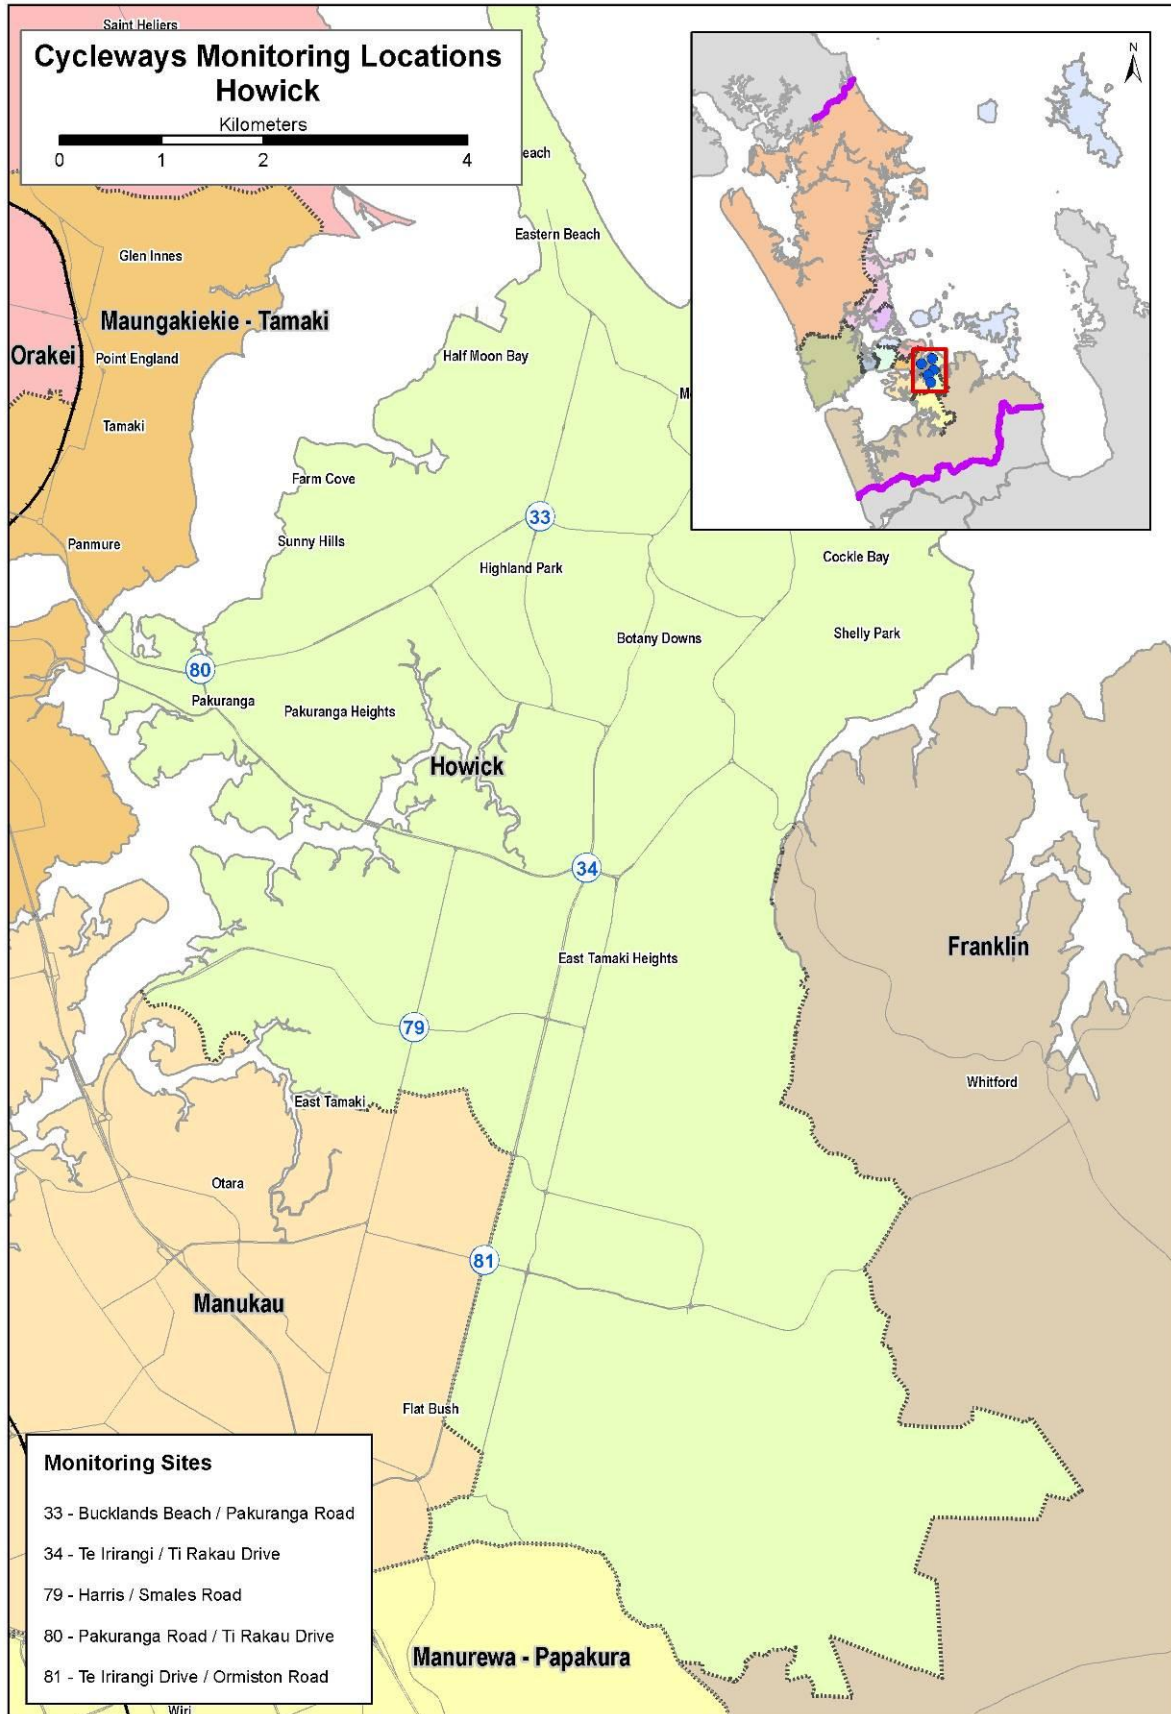 Saint Heliers
Cycleways Monitoring Locations
Howick
Kilometers
0 1 2 4
N
each
Eastern Beach
Glen Innes
Maungakiekie - Tamaki
Orakei
Point England
Half Moon Bay
Tamaki
Farm Cove
33
Sunny Hills
Panmure
Highland Park
Cockle Bay
Botany Downs
Shelly Park
80
Pakuranga
Pakuranga Heights
Howick
34
Franklin
East Tamaki Heights
79
Whitford
East Tamaki
Otara
81
Manukau
Flat Bush
Monitoring Sites
33 - Bucklands Beach / Pakuranga Road
34 - Te Irirangi / Ti Rakau Drive
79 - Harris / Smales Road
80 - Pakuranga Road / Ti Rakau Drive
81 - Te Irirangi Drive / Ormiston Road
Manurewa - Papakura
Wiri